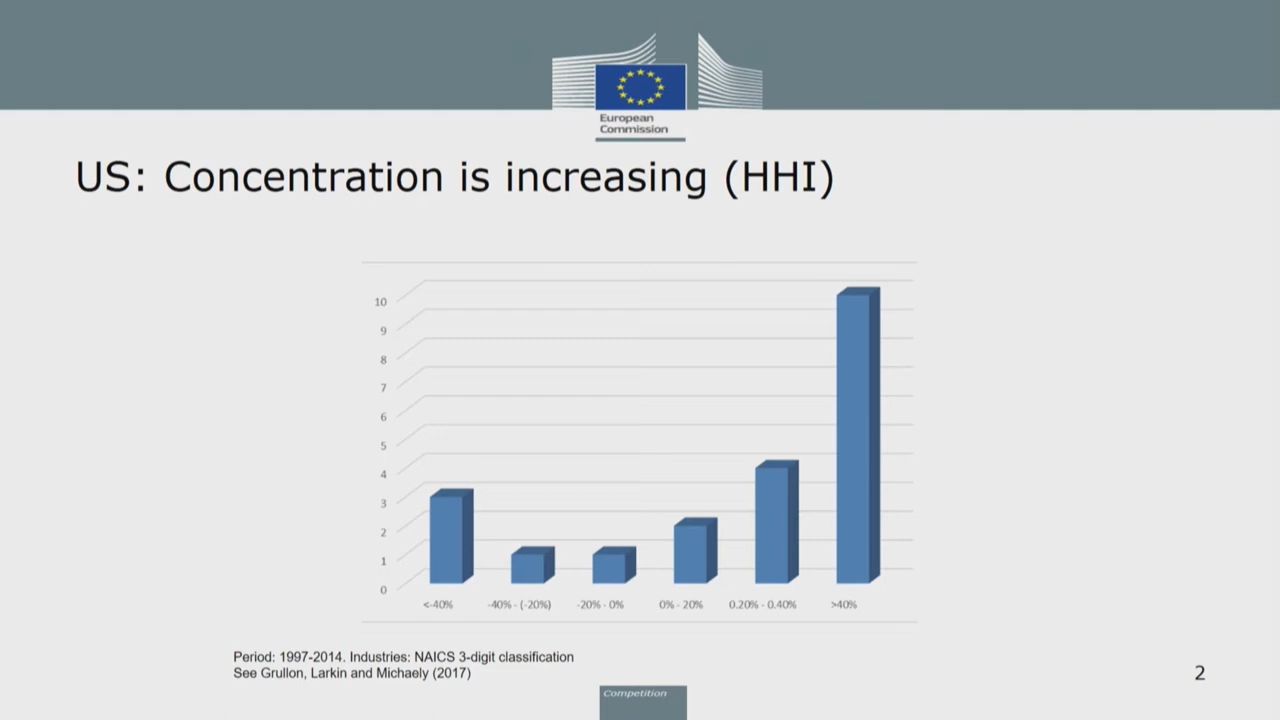 European
Commission
US: Concentration is increasing (HHI)
10
9
8
7
6
5
4
3
2
1
0
<-40%
-40% - (-20%)
-20% - 0%
0% - 20%
0.20% - 0.40%
>40%
Period: 1997-2014. Industries: NAICS 3-digit classification
See Grullon, Larkin and Michaely (2017)
2
Competition